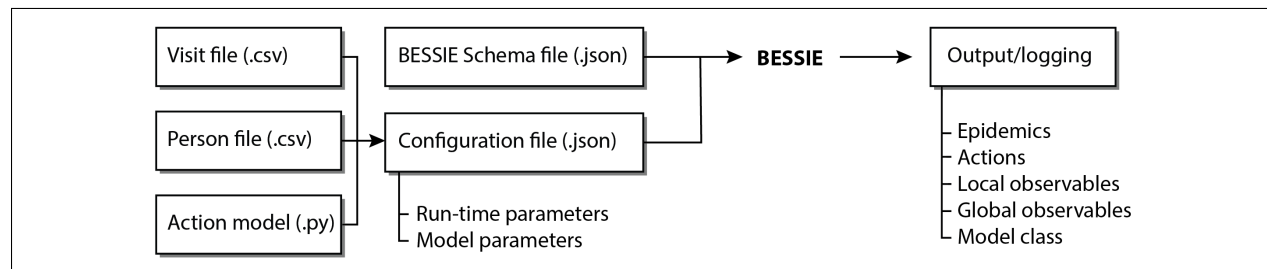 Visit file (.csv)
BESSIE Schema file (.json)
BESSIE
Output/logging
Person file (.csv)
Configuration file (.json)
Action model (.py)
Run-time parameters
Model parameters
Epidemics
Actions
Local observables
Global observables
Model class